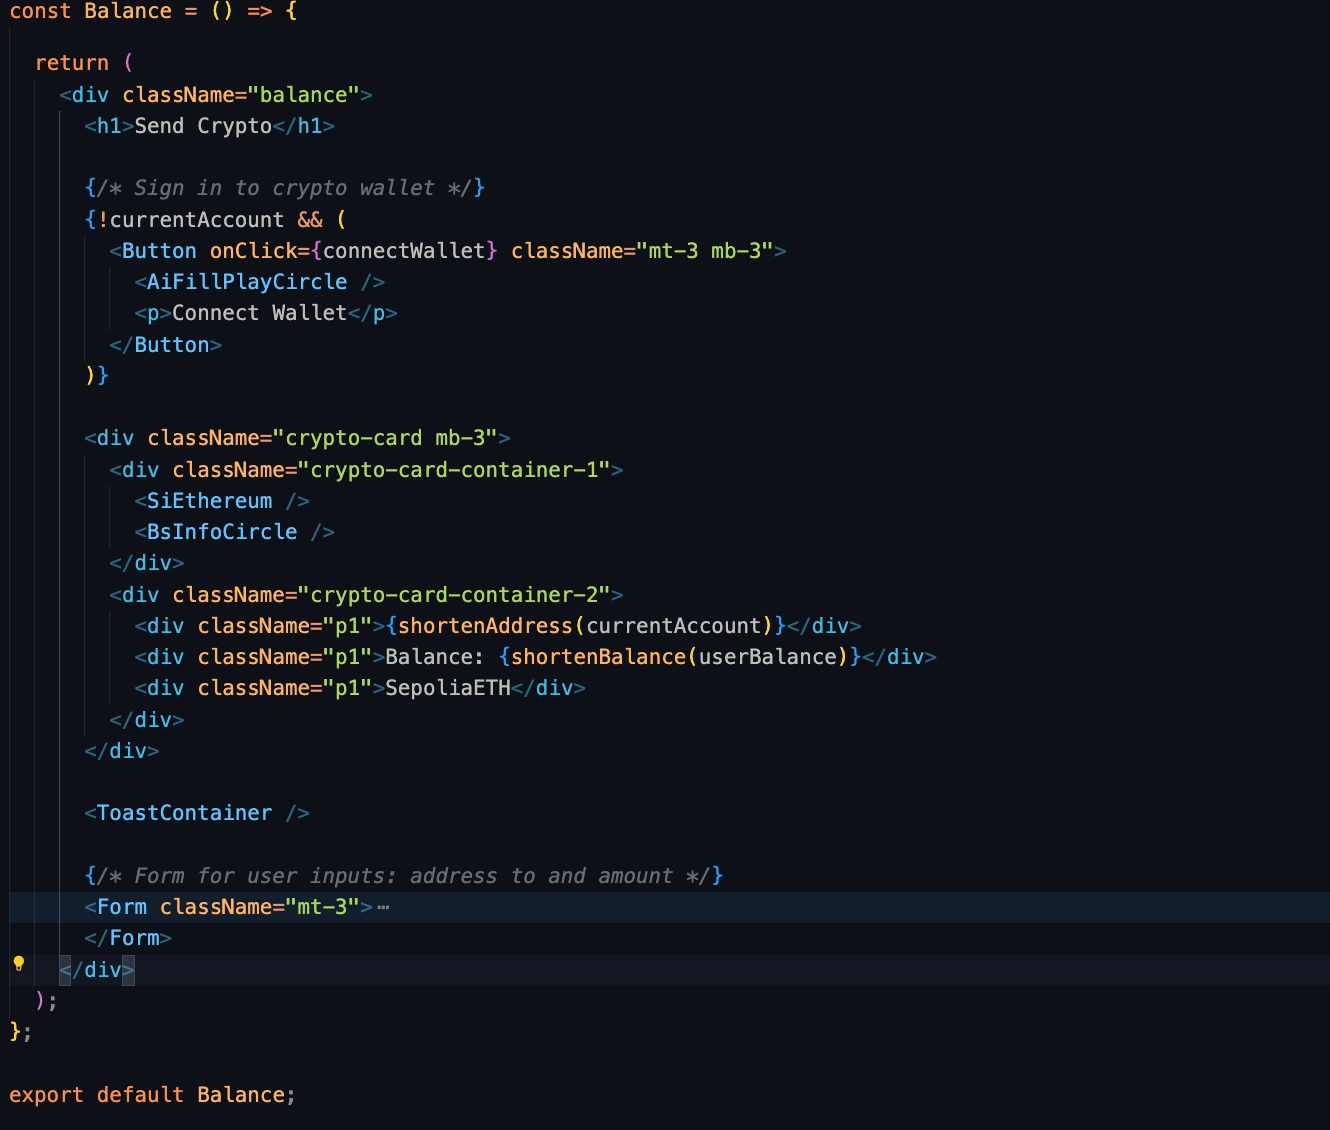 const Balance = () => {
return (
<div className="balance">
<h1>Send Crypto</h1>
{/* Sign in to crypto wallet */}
{!currentAccount && (
<Button onClick={connectWallet} className="mt-3 mb-3">
<AiFillPlayCircle />
<p>Connect Wallet</p>
</Button>
)}
<div className="crypto-card mb-3">
<div className="crypto-card-container-1">
<SiEthereum />
<BsInfoCircle />
</div>
<div className="crypto-card-container-2">
<div className="p1">{shortenAddress(currentAccount)}</div>
<div className="p1">Balance: {shortenBalance(userBalance)}</div>
<div className="p1">SepoliaETH</div>
</div>
</div>
<ToastContainer />
{/* Form for user inputs: address to and amount */}
<Form className="mt-3">⋯
</Form>
</div>
);
};
export default Balance;